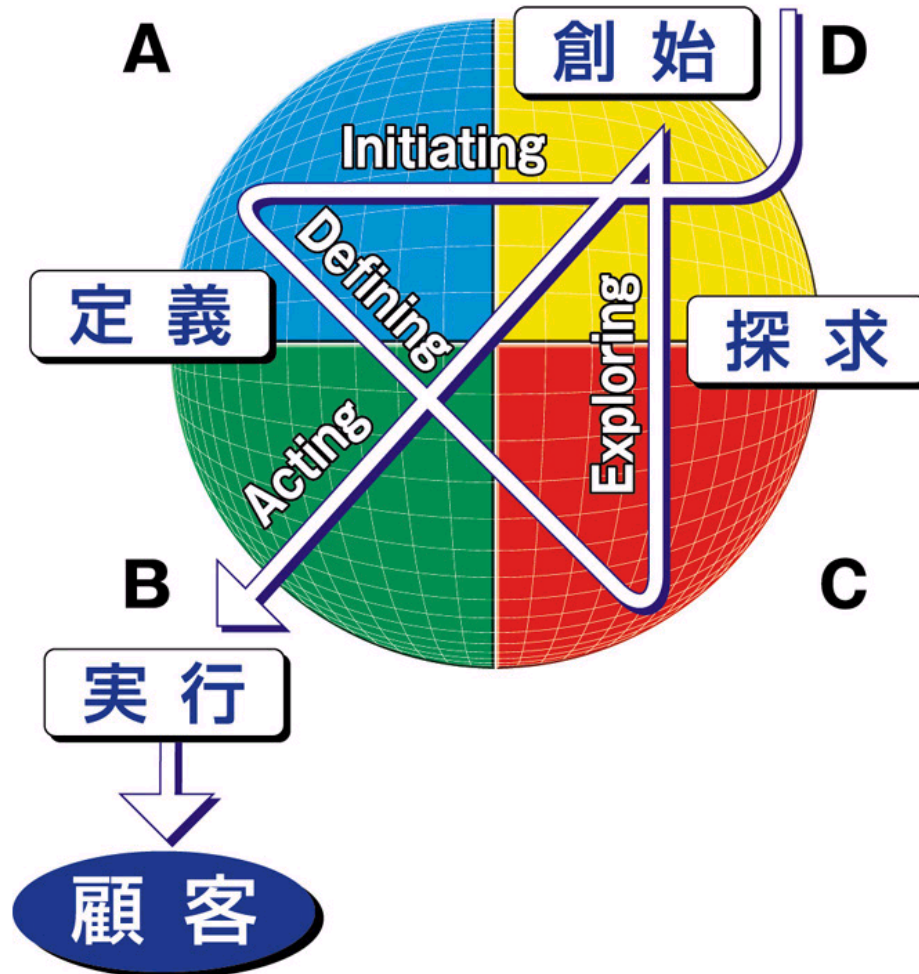 A
創始
D
Initiating
Defining
定義
Exploring
探求
Acting
B
C
実行
顧客